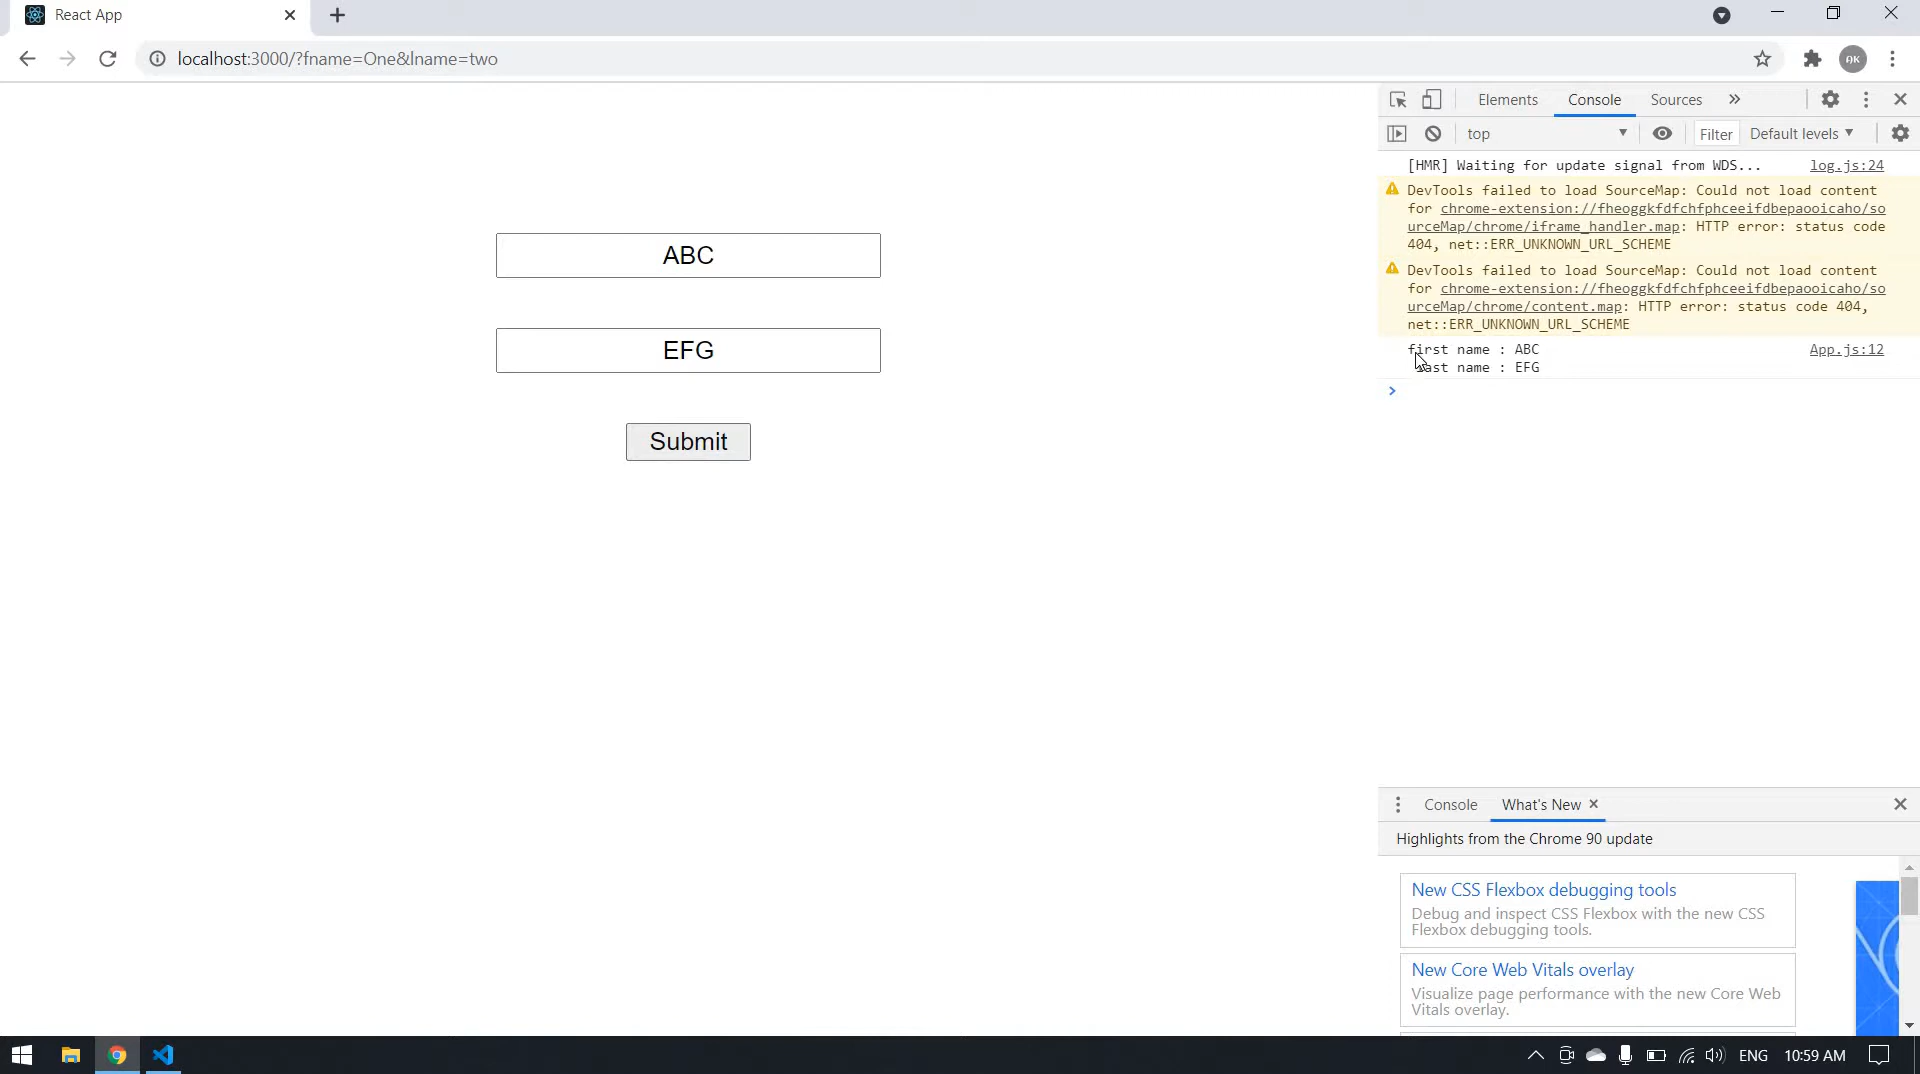 React App
localhost:3000/?fname=One&lname=two
AK
Elements
Console
Sources
top
Filter
Default levels
[HMR] Waiting for update signal from WDS...
log.js:24
DevTools failed to load SourceMap: Could not load content
for chrome-extension://fheoggkfdfchfphceeifdbepaooicaho/so
urceMap/chrome/iframe_handler.map: HTTP error: status code
404, net::ERR_UNKNOWN_URL_SCHEME
DevTools failed to load SourceMap: Could not load content
for chrome-extension://fheoggkfdfchfphceeifdbepaooicaho/so
urceMap/chrome/content.map: HTTP error: status code 404,
net::ERR_UNKNOWN_URL_SCHEME
first name : ABC
App.js:12
last name : EFG
ABC
EFG
Submit
Console
What's New
Highlights from the Chrome 90 update
New CSS Flexbox debugging tools
Debug and inspect CSS Flexbox with the new CSS
Flexbox debugging tools.
New Core Web Vitals overlay
Visualize page performance with the new Core Web
Vitals overlay.
ENG
10:59 AM